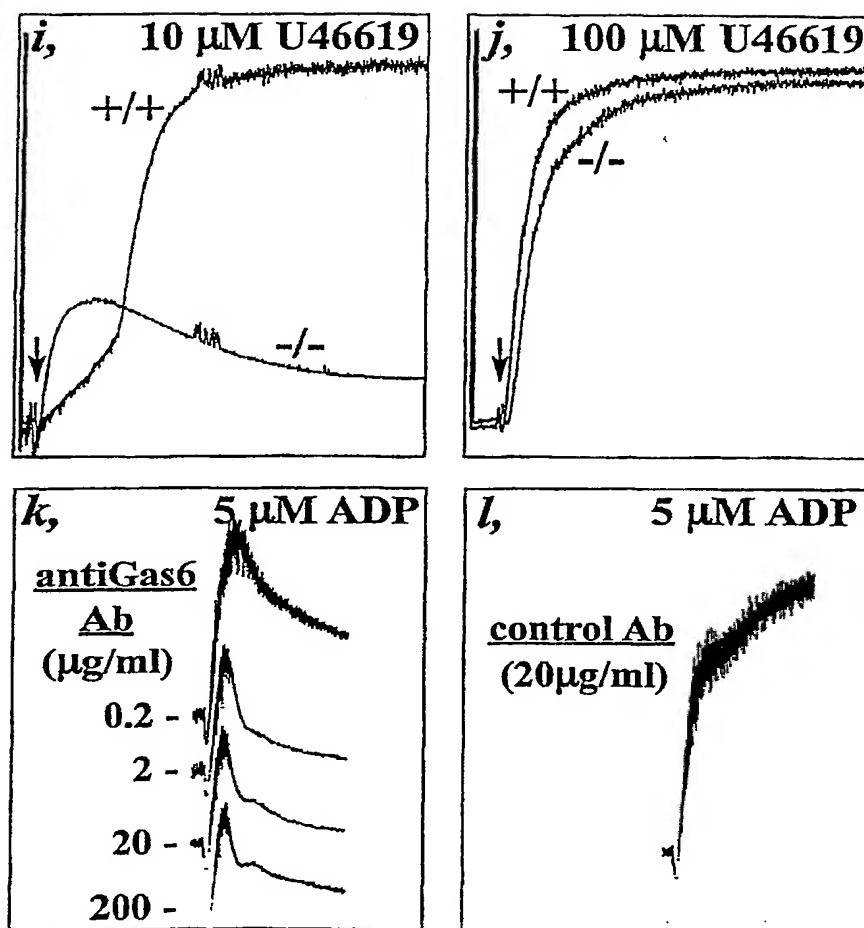 i, 10 μM U46619
+/+
-/-
j, 100 μM U46619
+/+
-/-
k, 5 μM ADP
antiGas6
Ab
(μg/ml)
0.2 -
2 -
20 -
200 -
l, 5 μM ADP
control Ab
(20μg/ml)